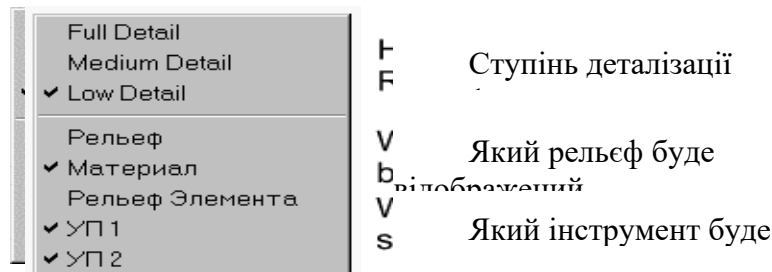 Full Detail
Medium Detail
Low Detail
Рельеф
Материал
Рельеф Элемента
УП 1
УП 2
Ступінь деталізації
Який рельєф буде
відображений
Який інструмент буде